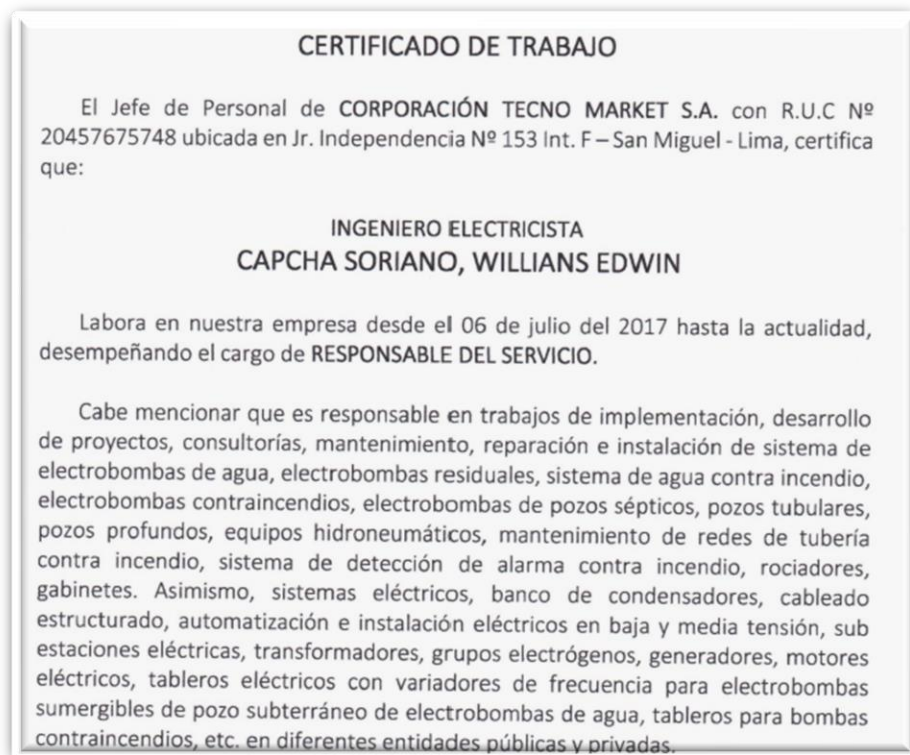 CERTIFICADO DE TRABAJO
El Jefe de Personal de CORPORACIÓN TECNO MARKET S.A. con R.U.C Nº
20457675748 ubicada en Jr. Independencia Nº 153 Int. F – San Miguel - Lima, certifica
que:
INGENIERO ELECTRICISTA
CAPCHA SORIANO, WILLIANS EDWIN
Labora en nuestra empresa desde el 06 de julio del 2017 hasta la actualidad,
desempeñando el cargo de RESPONSABLE DEL SERVICIO.
Cabe mencionar que es responsable en trabajos de implementación, desarrollo
de proyectos, consultorías, mantenimiento, reparación e instalación de sistema de
electrobombas de agua, electrobombas residuales, sistema de agua contra incendio,
electrobombas contraincendios, electrobombas de pozos sépticos, pozos tubulares,
pozos profundos, equipos hidroneumáticos, mantenimiento de redes de tubería
contra incendio, sistema de detección de alarma contra incendio, rociadores,
gabinetes. Asimismo, sistemas eléctricos, banco de condensadores, cableado
estructurado, automatización e instalación eléctricos en baja y media tensión, sub
estaciones eléctricas, transformadores, grupos electrógenos, generadores, motores
eléctricos, tableros eléctricos con variadores de frecuencia para electrobombas
sumergibles de pozo subterráneo de electrobombas de agua, tableros para bombas
contraincendios, etc. en diferentes entidades públicas y privadas.